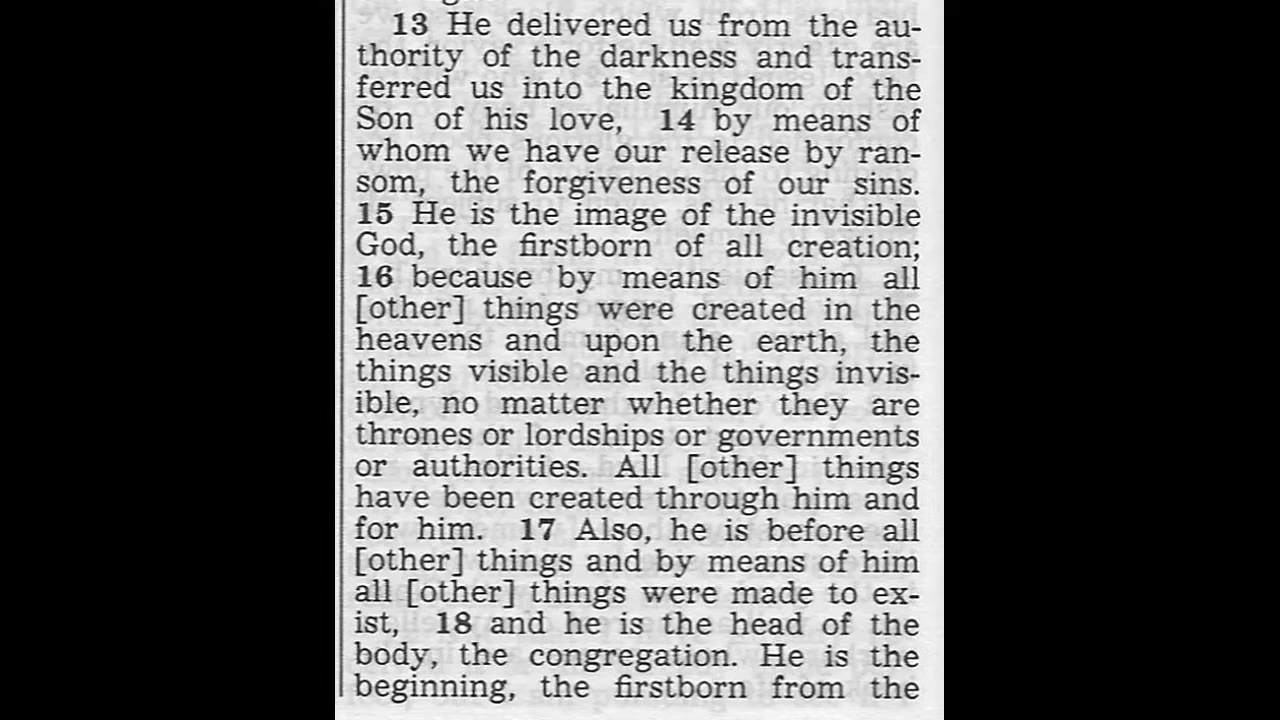 13 He delivered us from the au-
thority of the darkness and trans-
ferred us into the kingdom of the
Son of his love, 14 by means of
whom we have our release by ran-
som, the forgiveness of our sins.
15 He is the image of the invisible
God, the firstborn of all creation;
16 because by means of him all
[other] things were created in the
heavens and upon the earth, the
things visible and the things invis-
ible, no matter whether they are
thrones or lordships or governments
or authorities. All [other] things
have been created through him and
for him. 17 Also, he is before all
[other] things and by means of him
all [other] things were made to ex-
ist, 18 and he is the head of the
body, the congregation. He is the
beginning, the firstborn from the